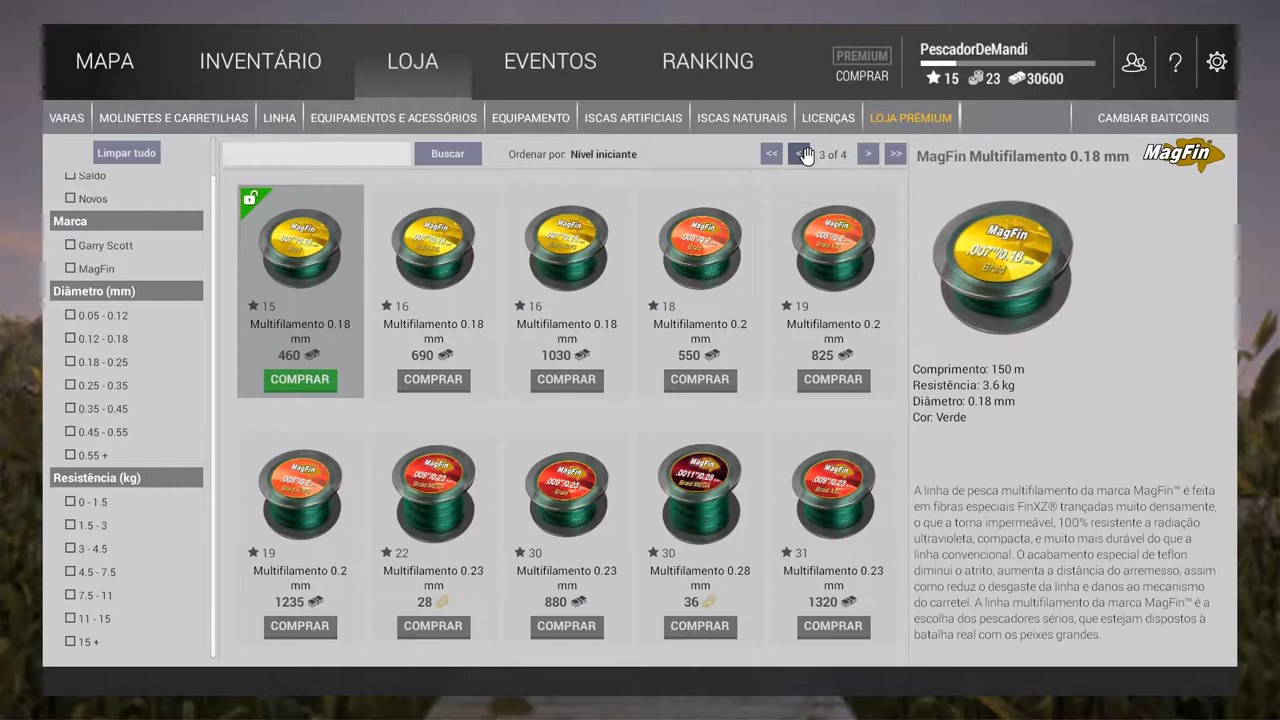 MAPA INVENTÁRIO LOJA EVENTOS RANKING
PREMIUM
COMPRAR
PescadorDeMandi
15 23 30600
VARAS MOLINETES E CARRETILHAS LINHA EQUIPAMENTOS E ACESSÓRIOS EQUIPAMENTO ISCAS ARTIFICIAIS ISCAS NATURAIS LICENÇAS LOJA PRÉMIUM CAMBIAR BAITCOINS
Limpar tudo
Saldo
Novos
Marca
Garry Scott
MagFin
Diâmetro (mm)
0.05 - 0.12
0.12 - 0.18
0.18 - 0.25
0.25 - 0.35
0.35 - 0.45
0.45 - 0.55
0.55 +
Resistência (kg)
0 - 1.5
1.5 - 3
3 - 4.5
4.5 - 7.5
7.5 - 11
11 - 15
15 +
Buscar
Ordenar por: Nível iniciante
<< < 3 of 4 > >>
15 16 16 18 19
Multifilamento 0.18 mm
460
COMPRAR
Multifilamento 0.18 mm
690
COMPRAR
Multifilamento 0.18 mm
1030
COMPRAR
Multifilamento 0.2 mm
550
COMPRAR
Multifilamento 0.2 mm
825
COMPRAR
19 22 30 30 31
Multifilamento 0.2 mm
1235
COMPRAR
Multifilamento 0.23 mm
28
COMPRAR
Multifilamento 0.23 mm
880
COMPRAR
Multifilamento 0.28 mm
36
COMPRAR
Multifilamento 0.23 mm
1320
COMPRAR
MagFin Multifilamento 0.18 mm
MagFin
MagFin
.007"/0.18
Braid
Comprimento: 150 m
Resistência: 3.6 kg
Diâmetro: 0.18 mm
Cor: Verde
A linha de pesca multifilamento da marca MagFin™ é feita
em fibras especiais FinXZ® trançadas muito densamente,
o que a torna impermeável, 100% resistente a radiação
ultravioleta, compacta, e muito mais durável do que a
linha convencional. O acabamento especial de teflon
diminui o atrito, aumenta a distância do arremesso, assim
como reduz o desgaste da linha e danos ao mecanismo
do carretel. A linha multifilamento da marca MagFin™ é a
escolha dos pescadores sérios, que estejam dispostos à
batalha real com os peixes grandes.